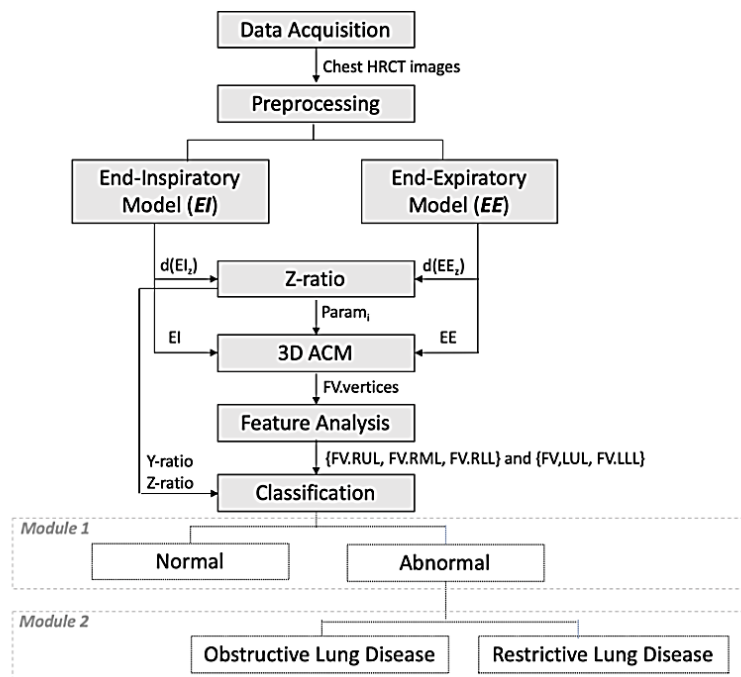 Data Acquisition
Chest HRCT images
Preprocessing
End-Inspiratory
Model (EI)
End-Expiratory
Model (EE)
d(EIz)
Z-ratio
d(EEz)
Parami
EI
3D ACM
EE
FV.vertices
Feature Analysis
{FV.RUL, FV.RML, FV.RLL} and {FV,LUL, FV.LLL}
Y-ratio
Z-ratio
Classification
Module 1
Normal
Abnormal
Module 2
Obstructive Lung Disease
Restrictive Lung Disease